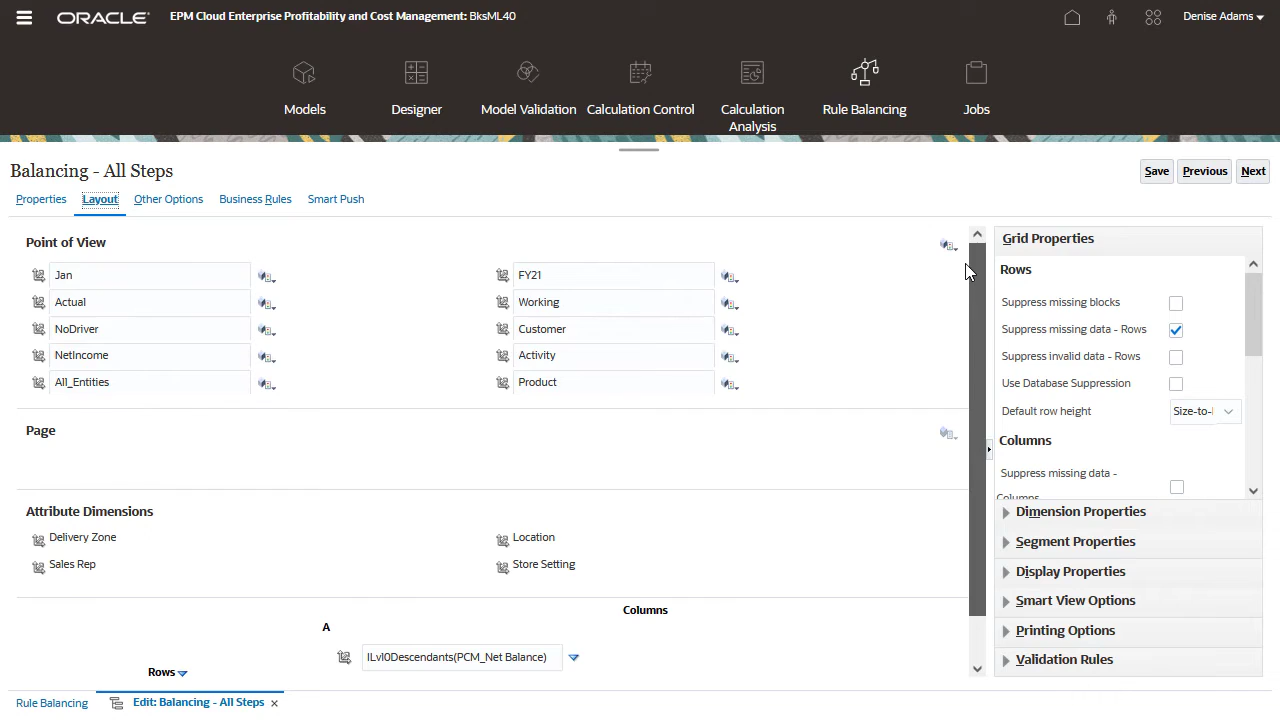 ORACLE EPM Cloud Enterprise Profitability and Cost Management: BksML40
Denise Adams
Models
Designer
Model Validation
Calculation Control
Calculation
Analysis
Rule Balancing
Jobs
Balancing - All Steps
Save
Previous
Next
Properties
Layout
Other Options
Business Rules
Smart Push
Point of View
Jan
FY21
Actual
Working
NoDriver
Customer
NetIncome
Activity
All_Entities
Product
Page
Attribute Dimensions
Delivery Zone
Location
Sales Rep
Store Setting
Columns
A
ILvl0Descendants(PCM_Net Balance)
Rows
Grid Properties
Rows
Suppress missing blocks
Suppress missing data - Rows
Suppress invalid data - Rows
Use Database Suppression
Default row height
Size-to-
Columns
Suppress missing data -
Columns
Dimension Properties
Segment Properties
Display Properties
Smart View Options
Printing Options
Validation Rules
Rule Balancing
Edit: Balancing - All Steps